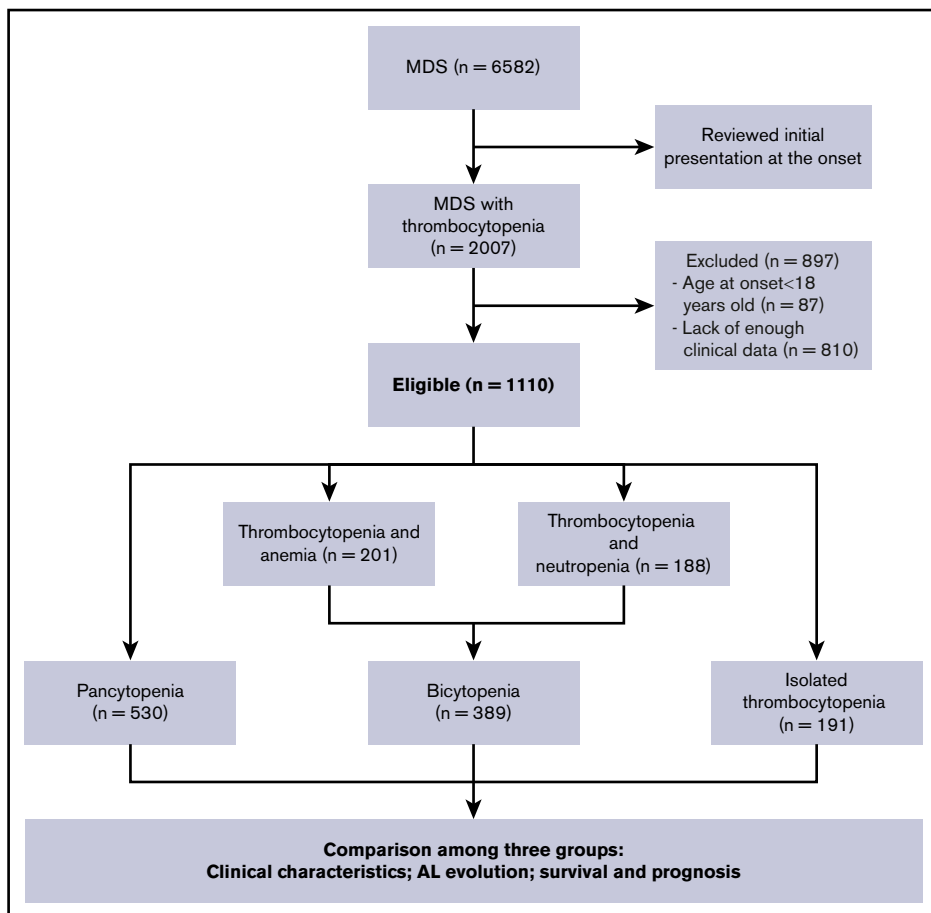 MDS (n = 6582)
Reviewed initial
presentation at the onset
MDS with
thrombocytopenia
(n = 2007)
Excluded (n = 897)
- Age at onset<18
years old (n = 87)
- Lack of enough
clinical data (n = 810)
Eligible (n = 1110)
Thrombocytopenia and
anemia (n = 201)
Thrombocytopenia
and
neutropenia (n = 188)
Pancytopenia
(n = 530)
Bicytopenia
(n = 389)
Isolated
thrombocytopenia
(n = 191)
Comparison among three groups:
Clinical characteristics; AL evolution; survival and prognosis